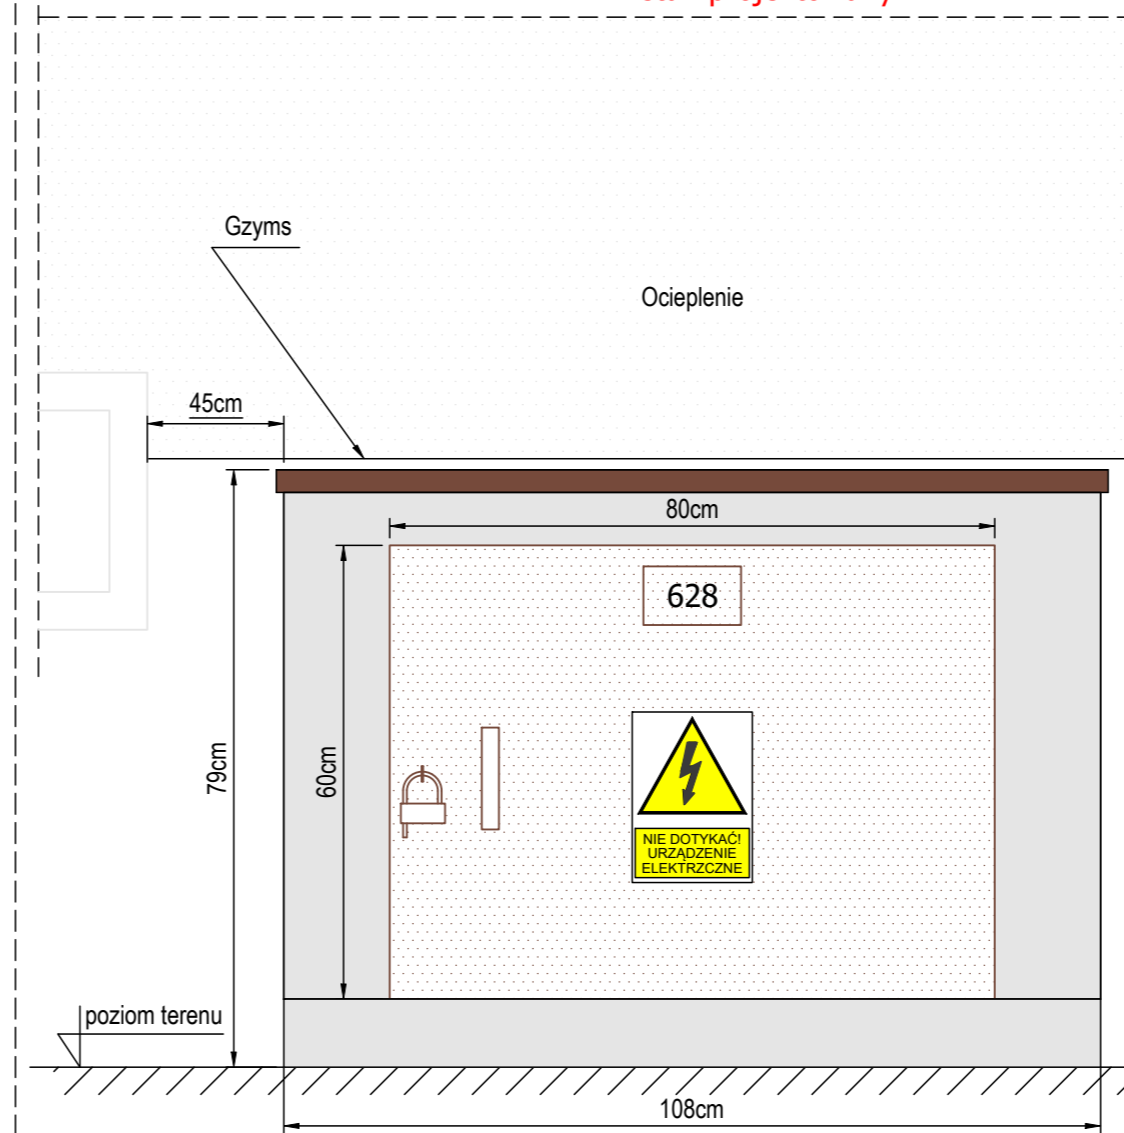 Gzyms
Ocieplenie
45cm
80cm
628
79cm
60cm
NIE DOTYKAĆ!
URZĄDZENIE
ELEKTRZCZNE
poziom terenu
108cm